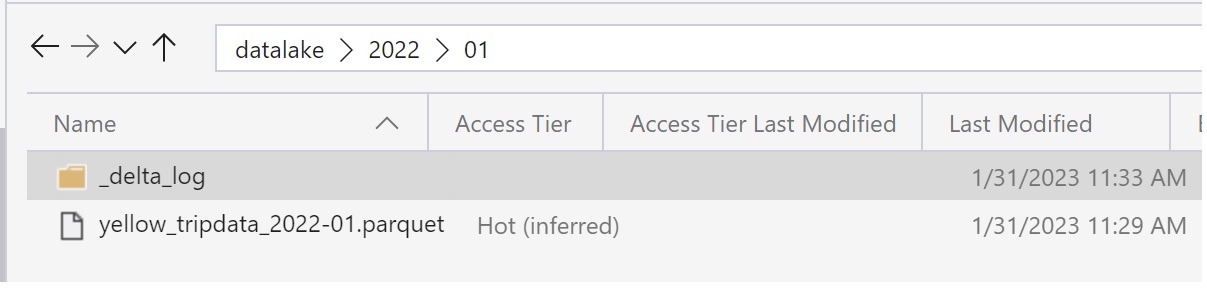 datalake > 2022 > 01
Name Access Tier Access Tier Last Modified Last Modified
_delta_log 1/31/2023 11:33 AM
yellow_tripdata_2022-01.parquet Hot (inferred) 1/31/2023 11:29 AM